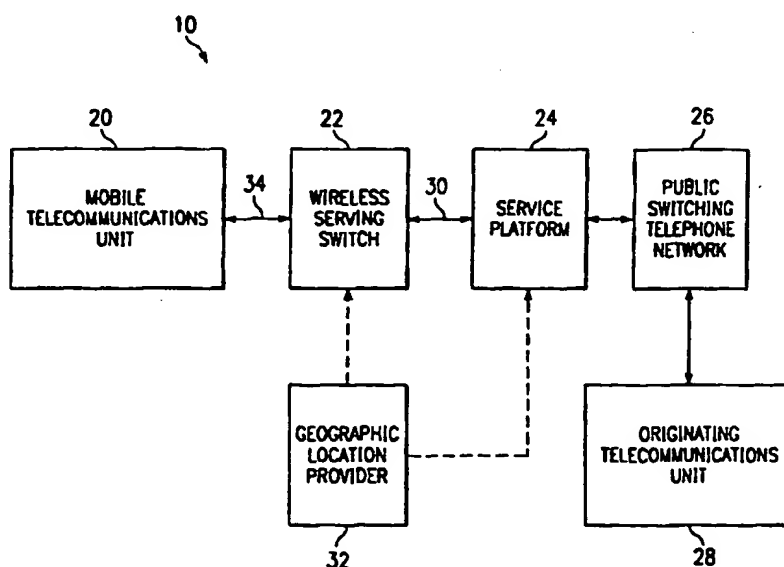 10
20
22
24
26
MOBILE
TELECOMMUNICATIONS
UNIT
34
WIRELESS
SERVING
SWITCH
30
SERVICE
PLATFORM
PUBLIC
SWITCHING
TELEPHONE
NETWORK
GEOGRAPHIC
LOCATION
PROVIDER
ORIGINATING
TELECOMMUNICATIONS
UNIT
32
28